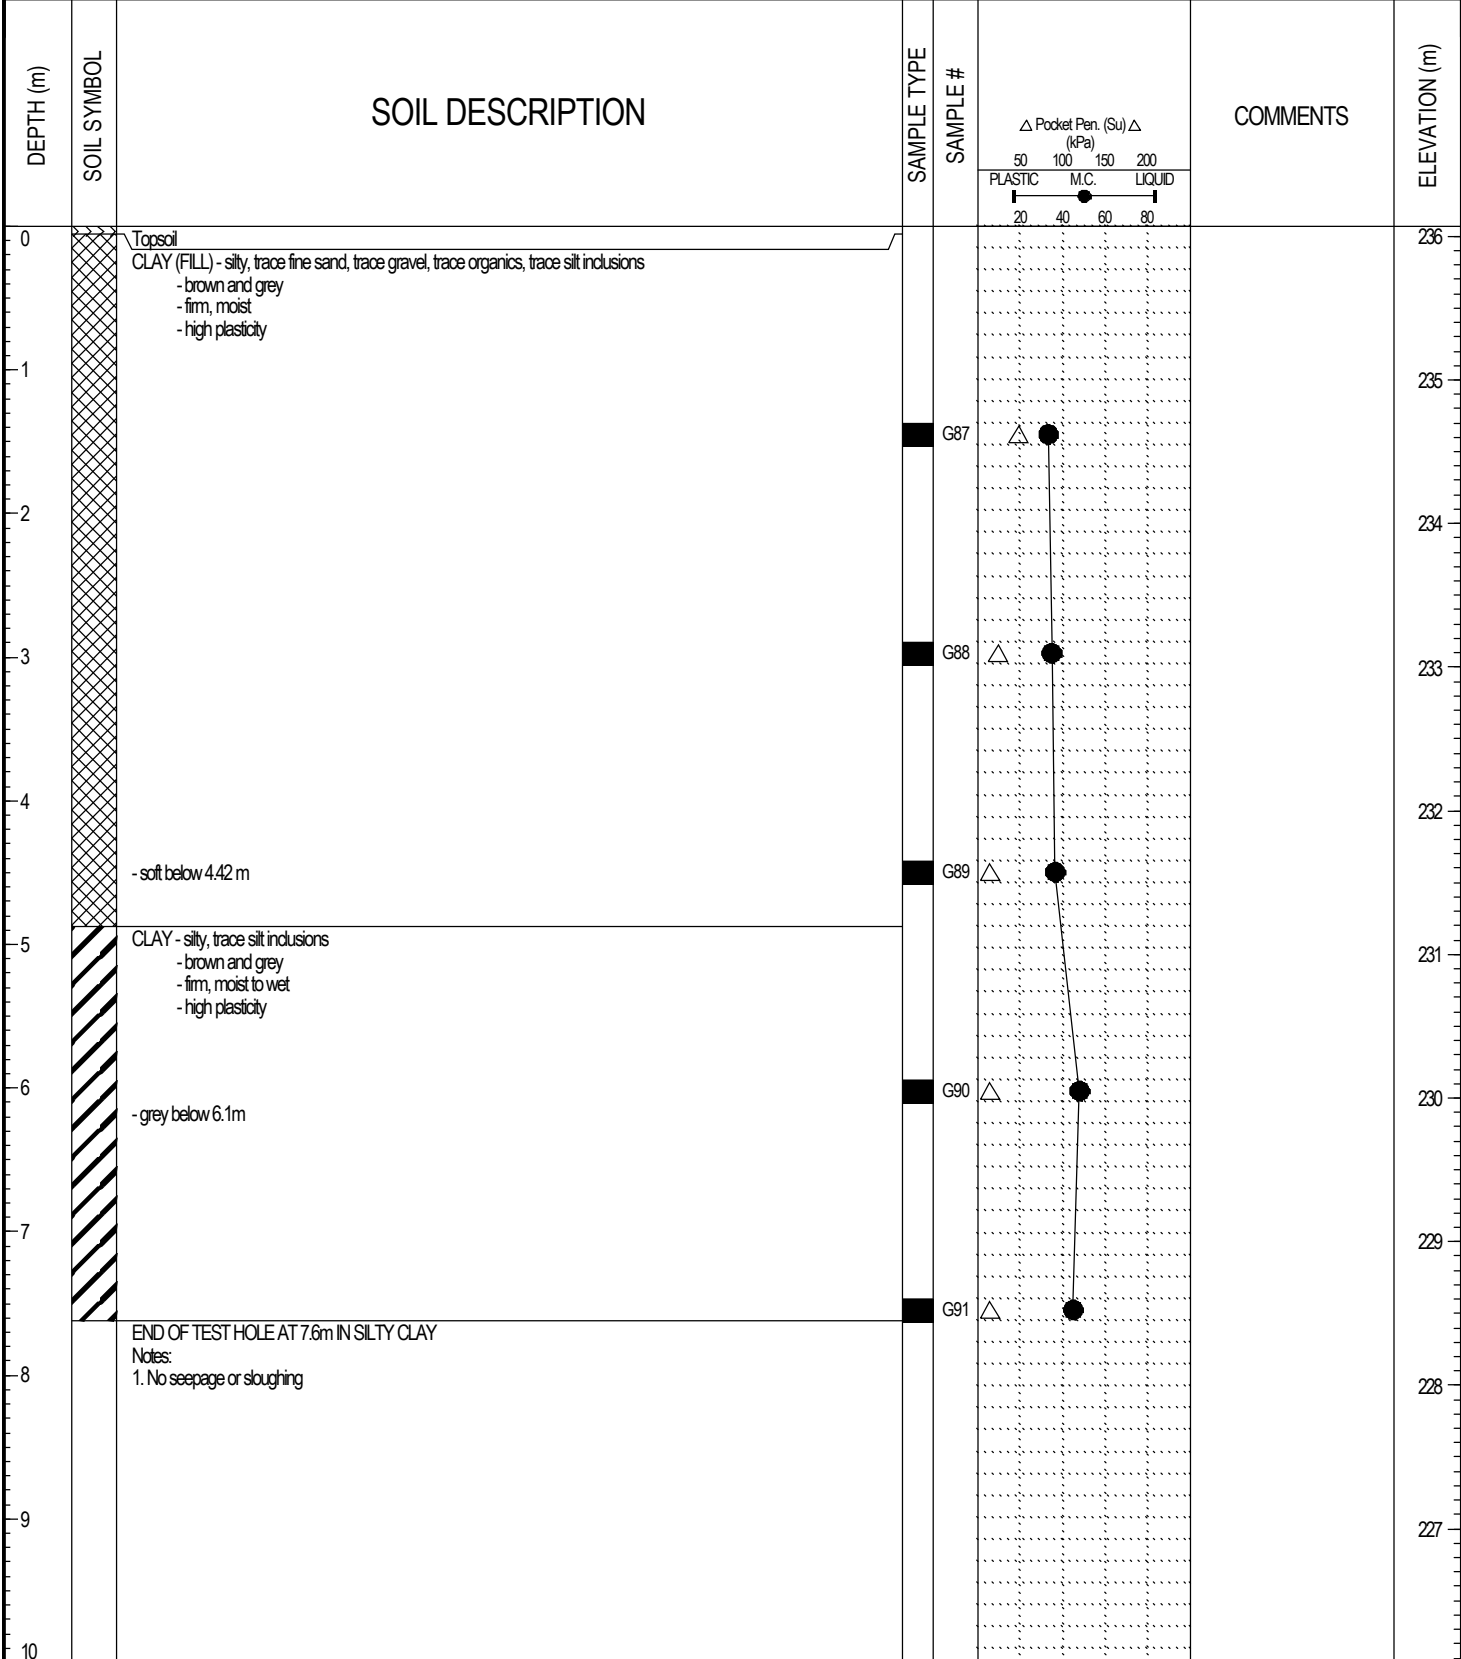 DEPTH (m)
SOIL SYMBOL
SOIL DESCRIPTION
SAMPLE TYPE
SAMPLE #
△ Pocket Pen. (Su) △
(kPa)
50 100 150 200
PLASTIC M.C. LIQUID
20 40 60 80
COMMENTS
ELEVATION (m)
0
Topsoil
236
CLAY (FILL) - silty, trace fine sand, trace gravel, trace organics, trace silt inclusions
- brown and grey
- firm, moist
- high plasticity
1
235
G87
2
234
G88
3
233
4
232
- soft below 4.42 m
G89
CLAY - silty, trace silt inclusions
5
231
- brown and grey
- firm, moist to wet
- high plasticity
6
G90
230
- grey below 6.1m
7
229
G91
END OF TEST HOLE AT 7.6m IN SILTY CLAY
Notes:
1. No seepage or sloughing
8
228
9
227
10